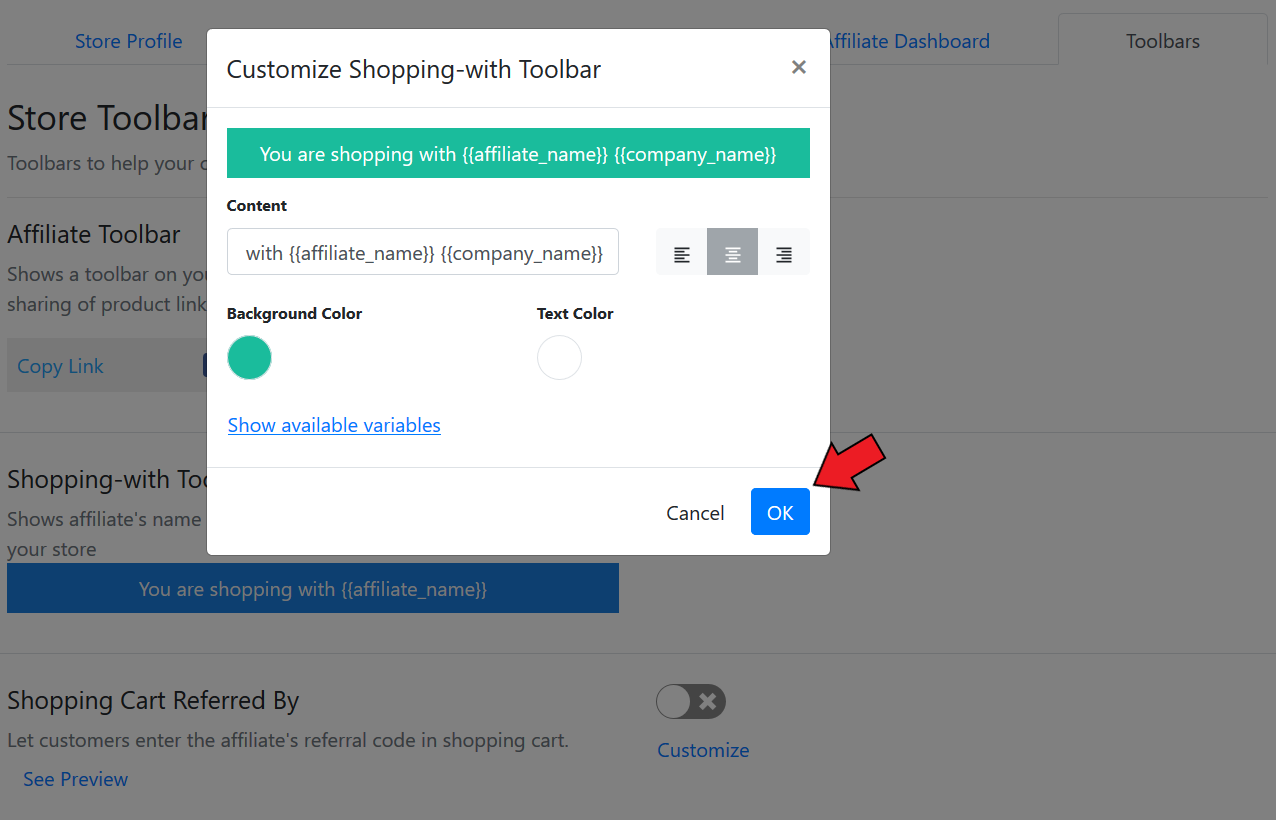 Store Profile
Affiliate Dashboard
Toolbars
Customize Shopping-with Toolbar
You are shopping with {{affiliate_name}} {{company_name}}
Content
with {{affiliate_name}} {{company_name}}
Background Color
Text Color
Show available variables
Cancel
OK
Store Toolbar
Toolbars to help your
Affiliate Toolbar
Shows a toolbar on
sharing of product link
Copy Link
Shopping-with
Shows affiliate's name
your store
You are shopping with {{affiliate_name}}
Shopping Cart Referred By
Let customers enter the affiliate's referral code in shopping cart.
See Preview
Customize